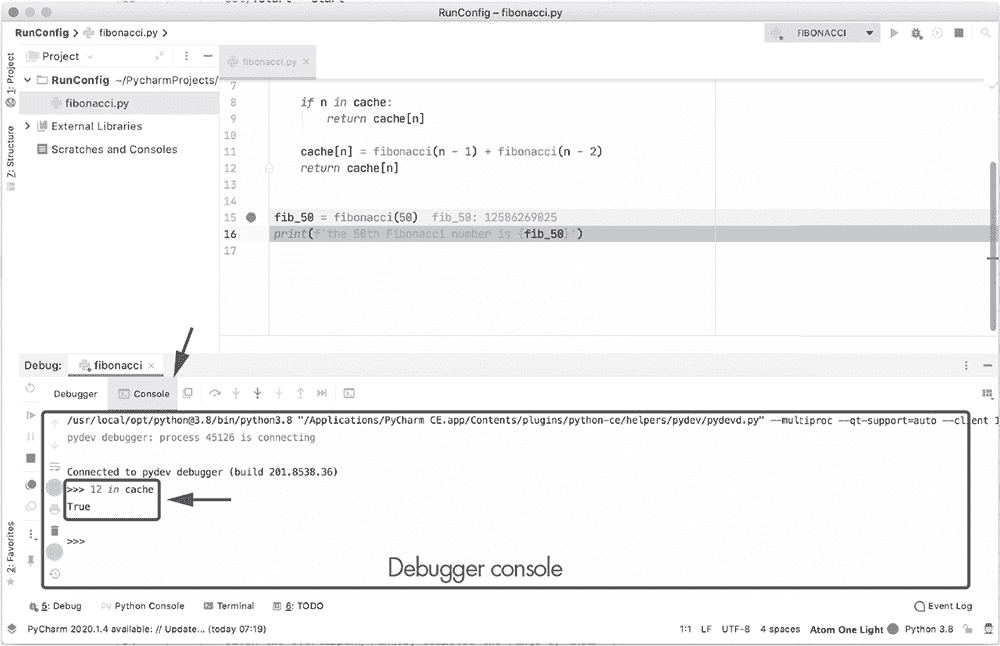 RunConfig – fibonacci.py
RunConfig > fibonacci.py >
FIBONACCI
1: Project
Z: Structure
2: Favorites
Project
RunConfig ~/PycharmProjects/
fibonacci.py
External Libraries
Scratches and Consoles
fibonacci.py ×
7
8 if n in cache:
9 return cache[n]
10
11 cache[n] = fibonacci(n - 1) + fibonacci(n - 2)
12 return cache[n]
13
14
15 fib_50 = fibonacci(50) fib_50: 12586269025
16 print(f'the 50th Fibonacci number is {fib_50}')
17
Debug: fibonacci ×
Debugger Console
/usr/local/opt/python@3.8/bin/python3.8 "/Applications/PyCharm CE.app/Contents/plugins/python-ce/helpers/pydev/pydevd.py" --multiproc --qt-support=auto --client 1
pydev debugger: process 45126 is connecting
Connected to pydev debugger (build 201.8538.36)
>>> 12 in cache
True
>>>
Debugger console
5: Debug Python Console Terminal 6: TODO Event Log
PyCharm 2020.1.4 available: // Update... (today 07:19) 1:1 LF UTF-8 4 spaces Atom One Light Python 3.8